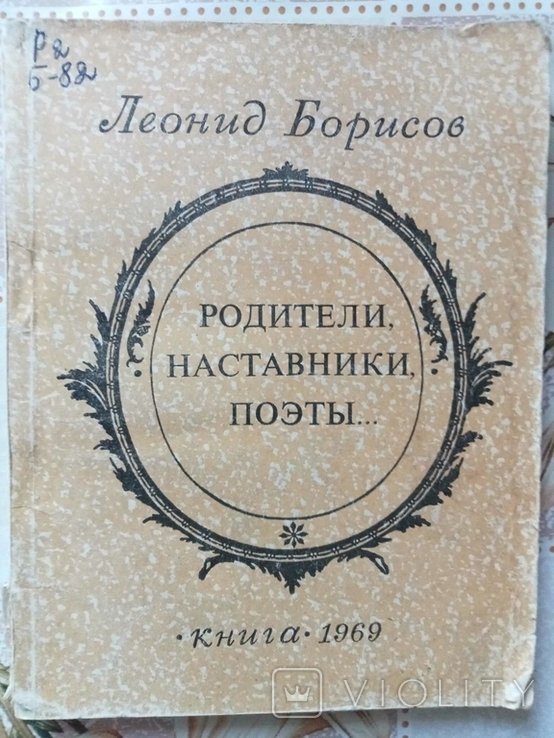 Р2
Б-82
Леонид Борисов
РОДИТЕЛИ,
НАСТАВНИКИ,
ПОЭТЫ...
· книга · 1969
VIOLITY